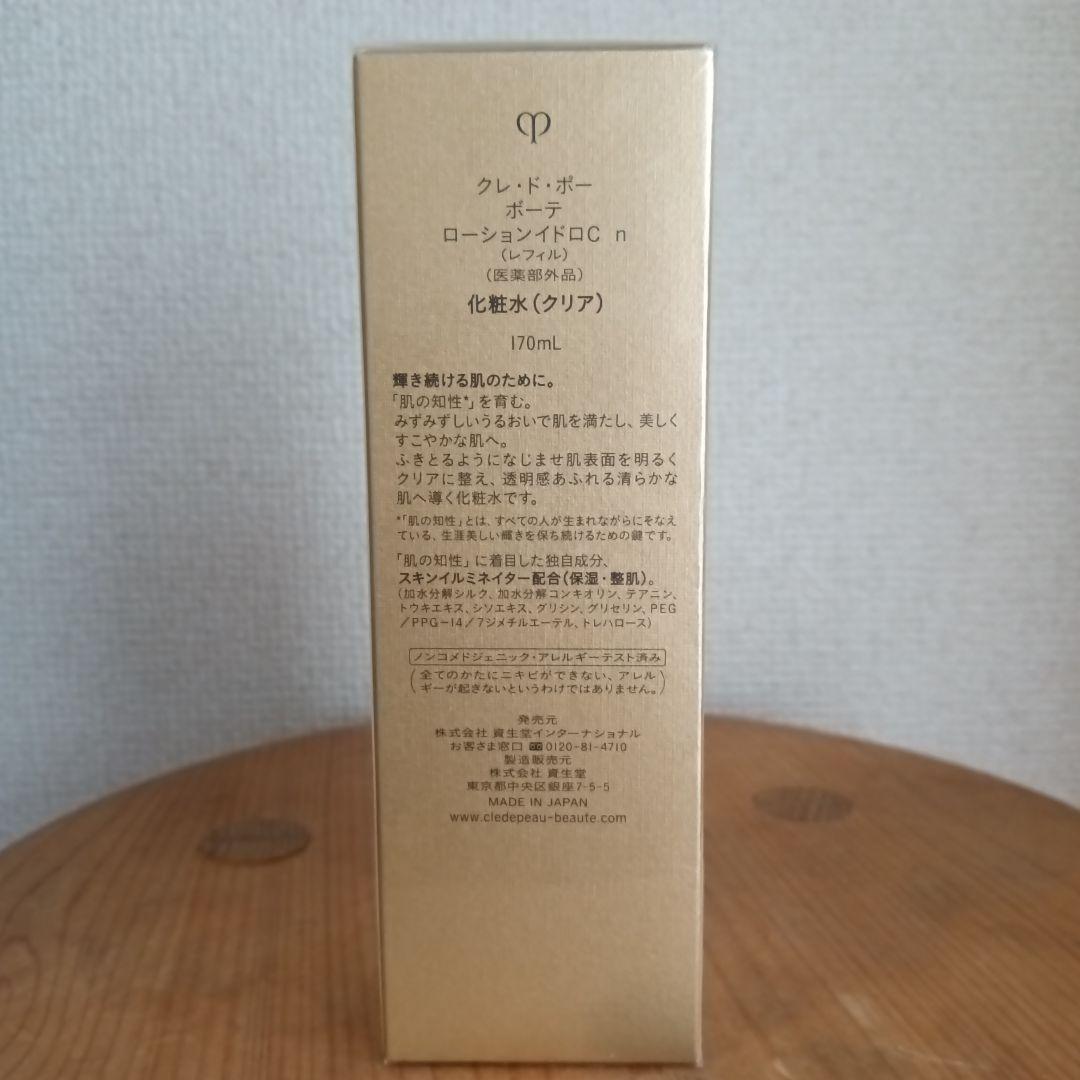 クレ・ド・ポー
ボーテ
ローションイドロC n
(レフィル)
(医薬部外品)
化粧水(クリア)
170mL
輝き続ける肌のために。
「肌の知性*」を育む。
みずみずしいうるおいで肌を満たし、美しく
すこやかな肌へ。
ふきとるようになじませ肌表面を明るく
クリアに整え、透明感あふれる清らかな
肌へ導く化粧水です。
*「肌の知性」とは、すべての人が生まれながらにそなえ
ている、生涯美しい輝きを保ち続けるための鍵です。
「肌の知性」に着目した独自成分、
スキンイルミネイター配合(保湿・整肌)。
(加水分解シルク、加水分解コンキオリン、テアニン、
トウキエキス、シソエキス、グリシン、グリセリン、PEG
/PPG-14/7ジメチルエーテル、トレハロース)
ノンコメドジェニック・アレルギーテスト済み
(全てのかたにニキビができない、アレル
ギーが起きないというわけではありません。)
発売元
株式会社 資生堂インターナショナル
お客さま窓口 0120-81-4710
製造販売元
株式会社 資生堂
東京都中央区銀座7-5-5
MADE IN JAPAN
www.cledepeau-beaute.com